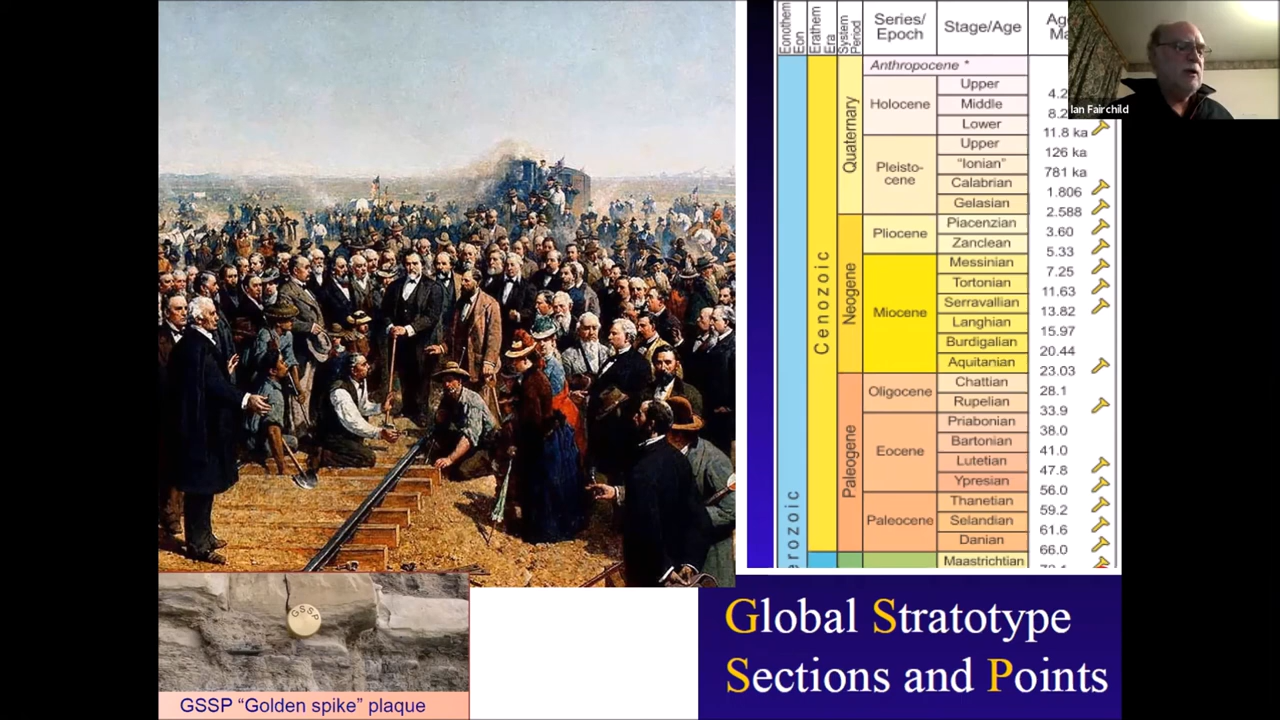 Eonothem
Eon
Erathem
Era
System
Period
Series/
Epoch
Stage/Age
Ag
Ma
Ian Fairchild
Anthropocene *
Quaternary
Holocene
Upper
4.2
Middle
8.2
Lower
11.8 ka
Pleisto-
cene
Upper
126 ka
"Ionian"
781 ka
Calabrian
1.806
Gelasian
2.588
Cenozoic
Neogene
Pliocene
Piacenzian
3.60
Zanclean
5.33
Miocene
Messinian
7.25
Tortonian
11.63
Serravallian
13.82
Langhian
15.97
Burdigalian
20.44
Aquitanian
23.03
Paleogene
Oligocene
Chattian
28.1
Rupelian
33.9
Eocene
Priabonian
38.0
Bartonian
41.0
Lutetian
47.8
Ypresian
56.0
Paleocene
Thanetian
59.2
Selandian
61.6
Danian
66.0
erozoic
Maastrichtian
GSSP
GSSP “Golden spike” plaque
Global Stratotype
Sections and Points